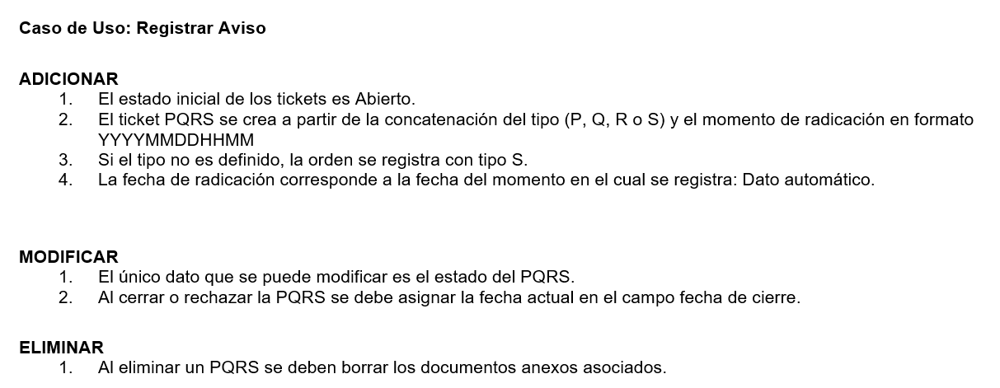 Caso de Uso: Registrar Aviso
ADICIONAR
1. El estado inicial de los tickets es Abierto.
2. El ticket PQRS se crea a partir de la concatenación del tipo (P, Q, R o S) y el momento de radicación en formato
YYYYMMDDHHMM
3. Si el tipo no es definido, la orden se registra con tipo S.
4. La fecha de radicación corresponde a la fecha del momento en el cual se registra: Dato automático.
MODIFICAR
1. El único dato que se puede modificar es el estado del PQRS.
2. Al cerrar o rechazar la PQRS se debe asignar la fecha actual en el campo fecha de cierre.
ELIMINAR
1. Al eliminar un PQRS se deben borrar los documentos anexos asociados.